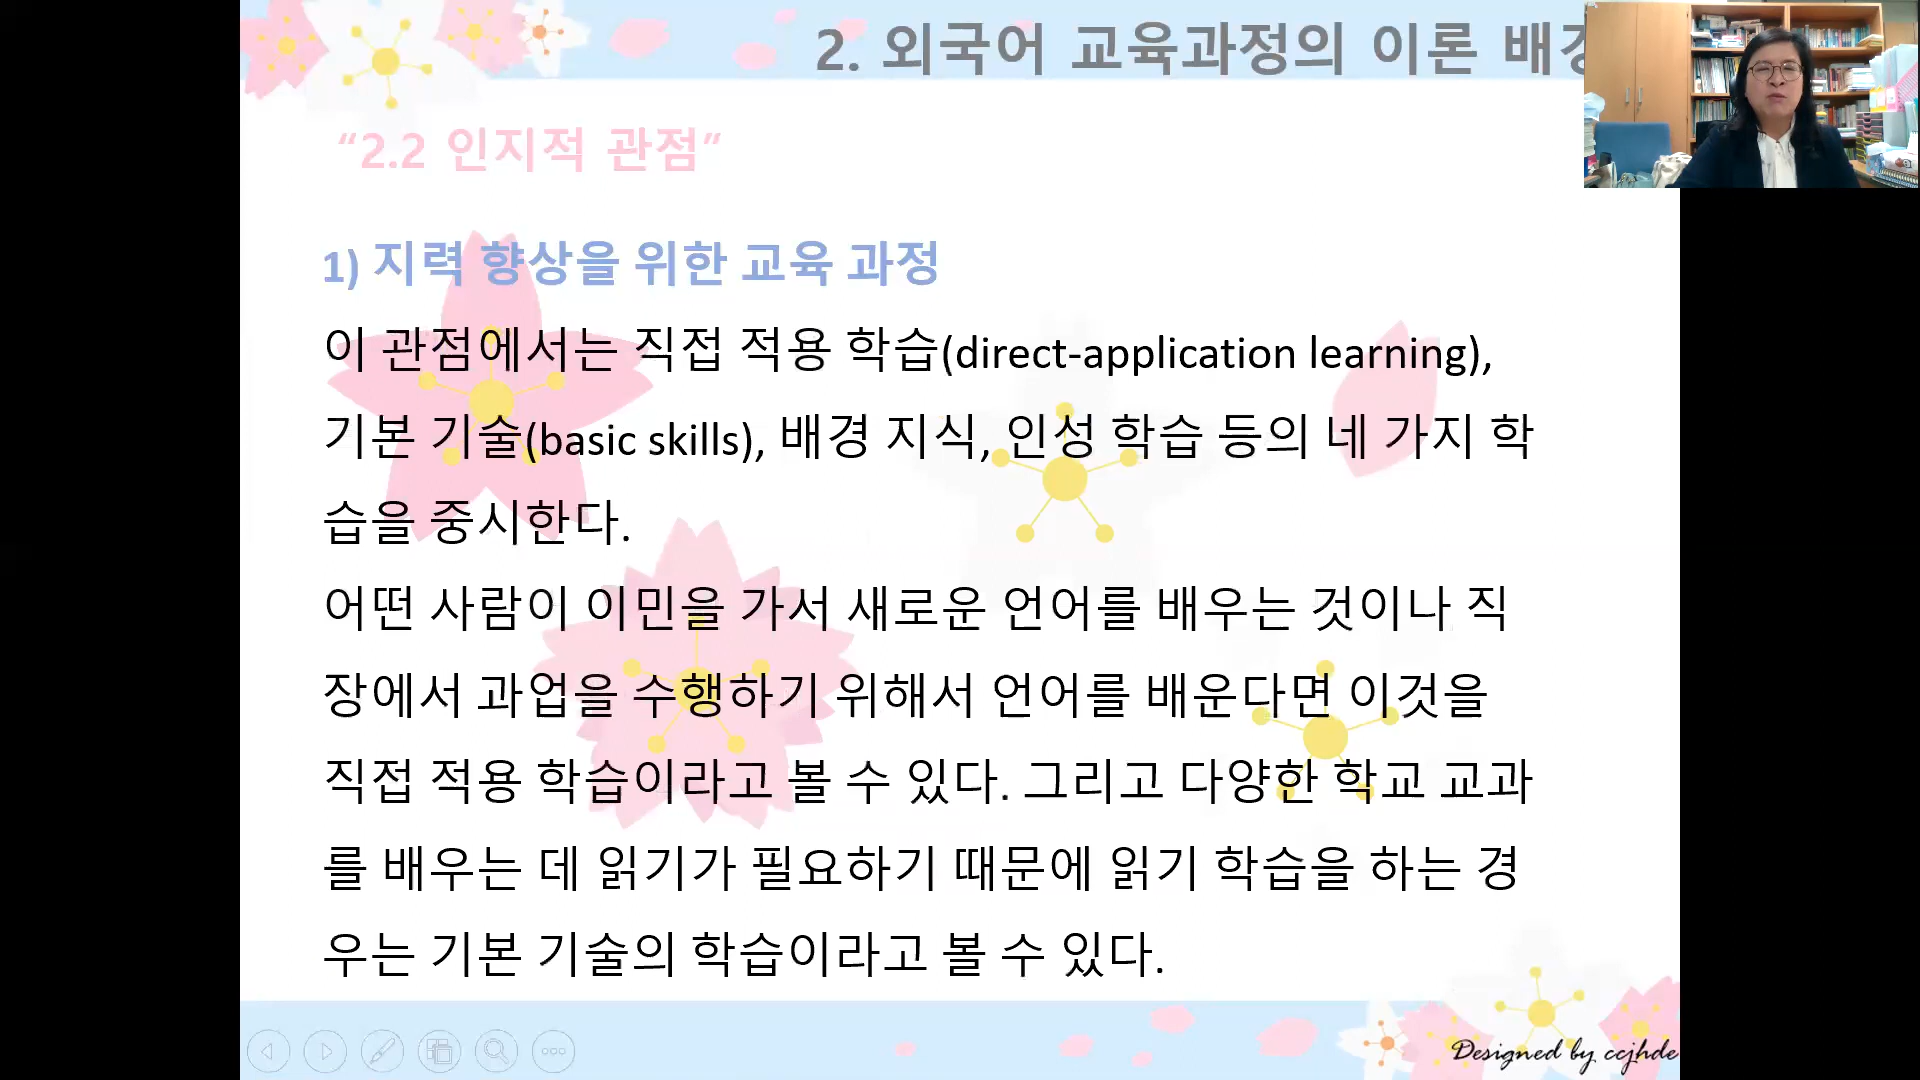 2. 외국어 교육과정의 이론
“2.2 인지적 관점”
1) 지력 향상을 위한 교육 과정
이 관점에서는 직접 적용 학습(direct-application learning),
기본 기술(basic skills), 배경 지식, 인성 학습 등의 네 가지 학
습을 중시한다.
어떤 사람이 이민을 가서 새로운 언어를 배우는 것이나 직
장에서 과업을 수행하기 위해서 언어를 배운다면 이것을
직접 적용 학습이라고 볼 수 있다. 그리고 다양한 학교 교과
를 배우는 데 읽기가 필요하기 때문에 읽기 학습을 하는 경
우는 기본 기술의 학습이라고 볼 수 있다.
Designed by ccjhde